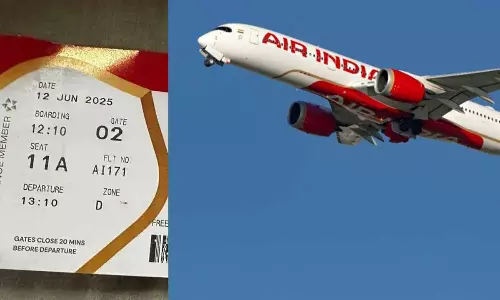 DATE
12 JUN 2025
BOARDING
12:10
GATE
02
SEAT
11A
FLT NO
AI171
DEPARTURE
13:10
ZONE
D
GATES CLOSE 20 MINS
BEFORE DEPARTURE
MEMBER
AIR INDIA